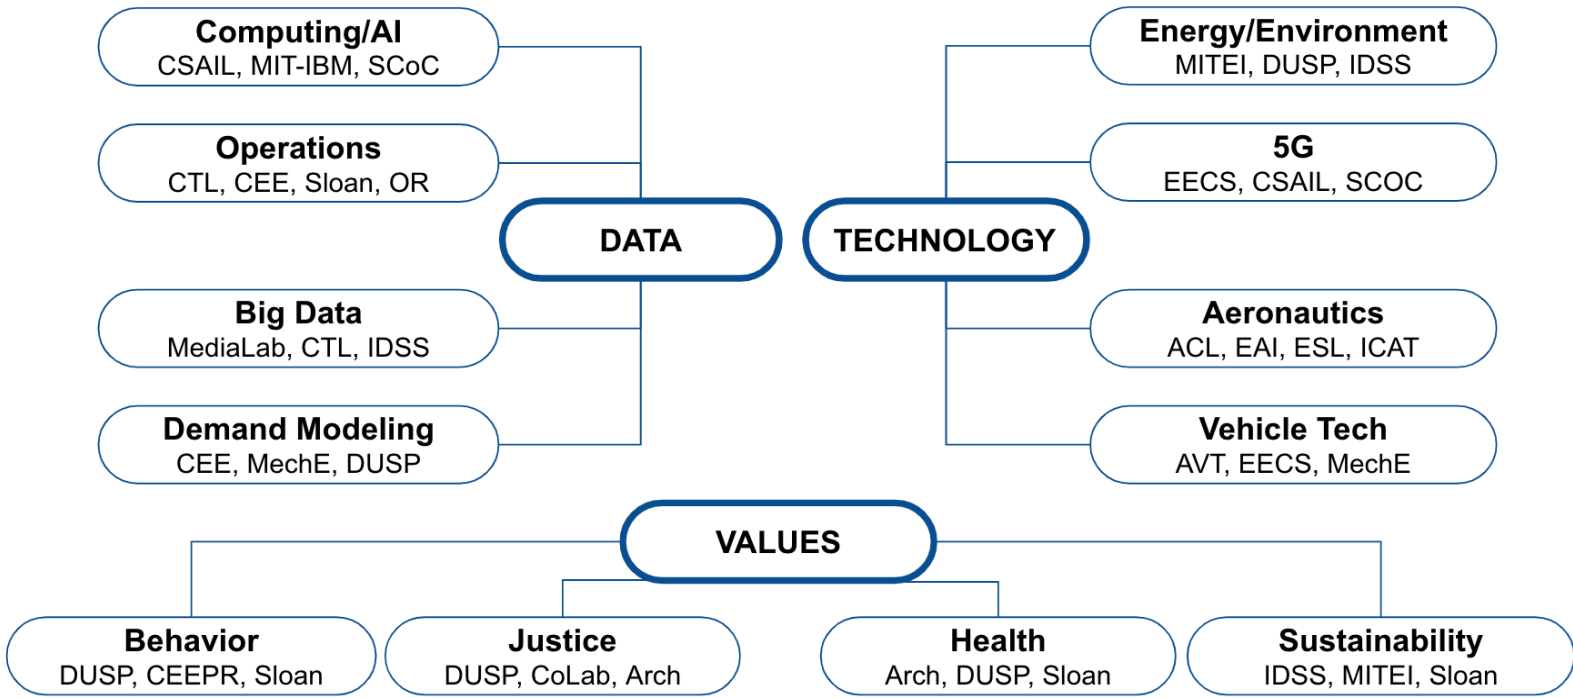 Computing/AI
CSAIL, MIT-IBM, SCoC
Operations
CTL, CEE, Sloan, OR
DATA
Big Data
MediaLab, CTL, IDSS
Demand Modeling
CEE, MechE, DUSP
Energy/Environment
MITEI, DUSP, IDSS
5G
EECS, CSAIL, SCOC
TECHNOLOGY
Aeronautics
ACL, EAI, ESL, ICAT
Vehicle Tech
AVT, EECS, MechE
VALUES
Behavior
DUSP, CEEPR, Sloan
Justice
DUSP, CoLab, Arch
Health
Arch, DUSP, Sloan
Sustainability
IDSS, MITEI, Sloan